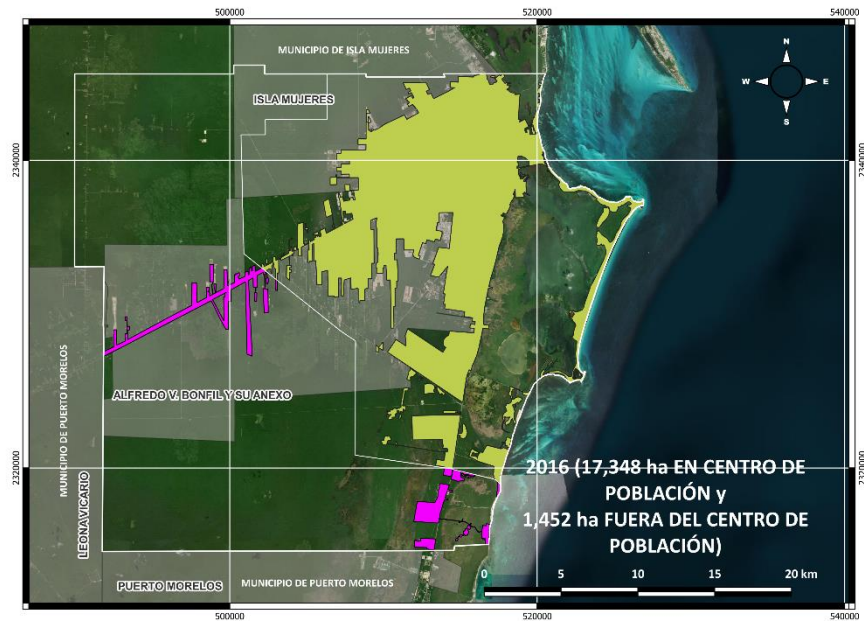 500000
520000
540000
MUNICIPIO DE ISLA MUJERES
N
W
E
S
ISLA MUJERES
2340000
2340000
ALFREDO V. BONFIL Y SU ANEXO
MUNICIPIO DE PUERTO MORELOS
LEONA VICARIO
2320000
2320000
2016 (17,348 ha EN CENTRO DE
POBLACIÓN y
1,452 ha FUERA DEL CENTRO DE
POBLACIÓN)
PUERTO MORELOS
MUNICIPIO DE PUERTO MORELOS
0
5
10
15
20 km
500000
520000
540000